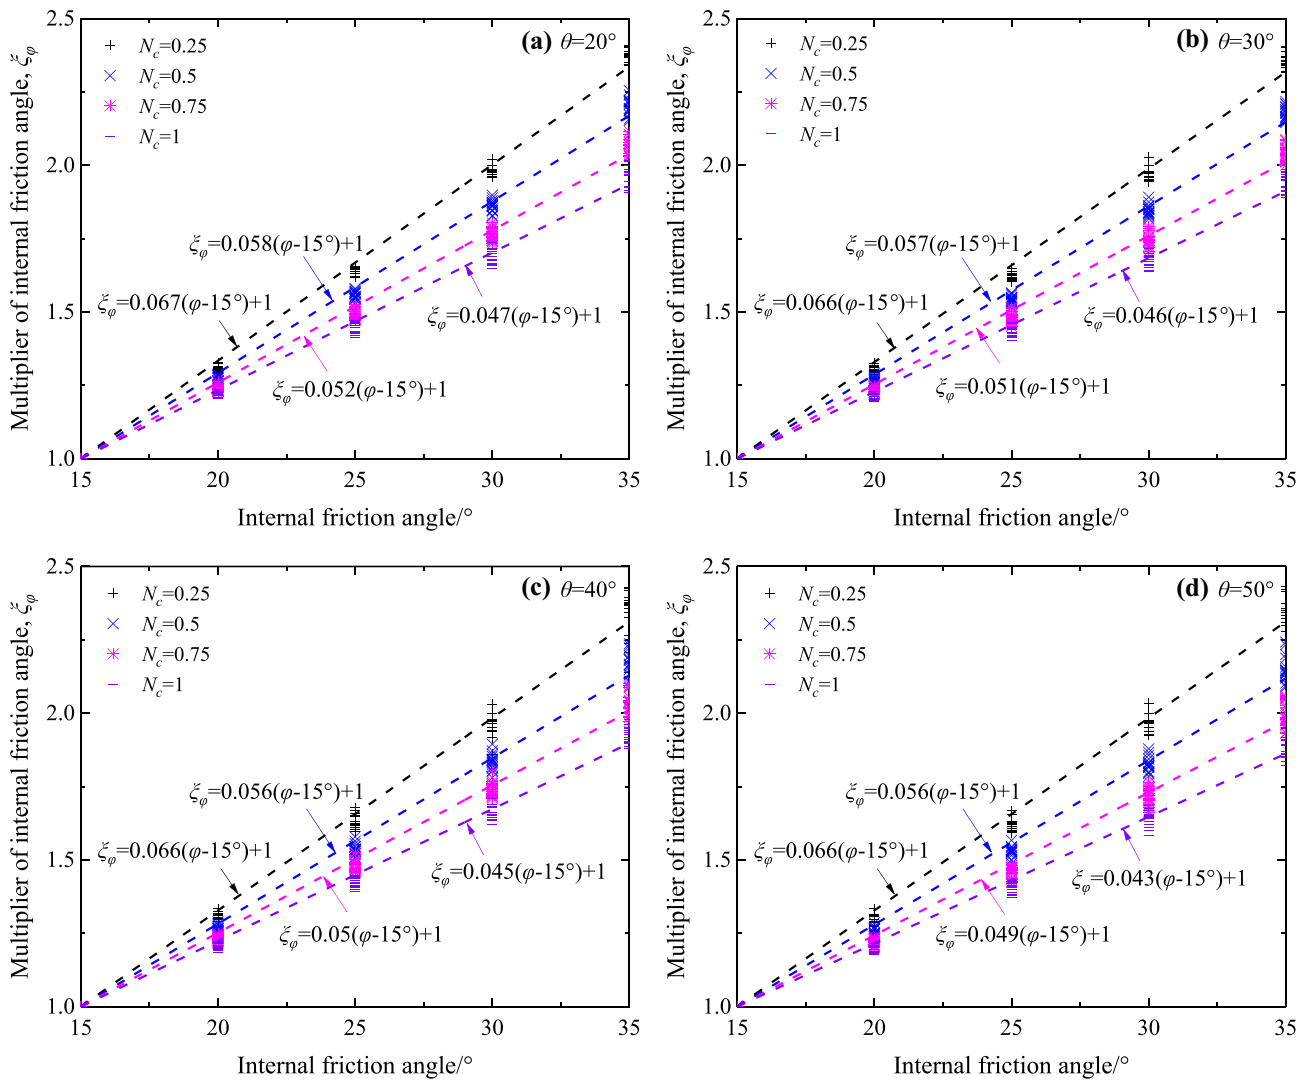 (a) θ=20°
Multiplier of internal friction angle, ξφ
2.5
2.0
1.5
1.0
Nc=0.25
Nc=0.5
Nc=0.75
Nc=1
ξφ=0.058(φ-15°)+1
ξφ=0.067(φ-15°)+1
ξφ=0.047(φ-15°)+1
ξφ=0.052(φ-15°)+1
15 20 25 30 35
Internal friction angle/°
(b) θ=30°
Multiplier of internal friction angle, ξφ
2.5
2.0
1.5
1.0
Nc=0.25
Nc=0.5
Nc=0.75
Nc=1
ξφ=0.057(φ-15°)+1
ξφ=0.066(φ-15°)+1
ξφ=0.046(φ-15°)+1
ξφ=0.051(φ-15°)+1
15 20 25 30 35
Internal friction angle/°
(c) θ=40°
Multiplier of internal friction angle, ξφ
2.5
2.0
1.5
1.0
Nc=0.25
Nc=0.5
Nc=0.75
Nc=1
ξφ=0.056(φ-15°)+1
ξφ=0.066(φ-15°)+1
ξφ=0.045(φ-15°)+1
ξφ=0.05(φ-15°)+1
15 20 25 30 35
Internal friction angle/°
(d) θ=50°
Multiplier of internal friction angle, ξφ
2.5
2.0
1.5
1.0
Nc=0.25
Nc=0.5
Nc=0.75
Nc=1
ξφ=0.056(φ-15°)+1
ξφ=0.066(φ-15°)+1
ξφ=0.043(φ-15°)+1
ξφ=0.049(φ-15°)+1
15 20 25 30 35
Internal friction angle/°